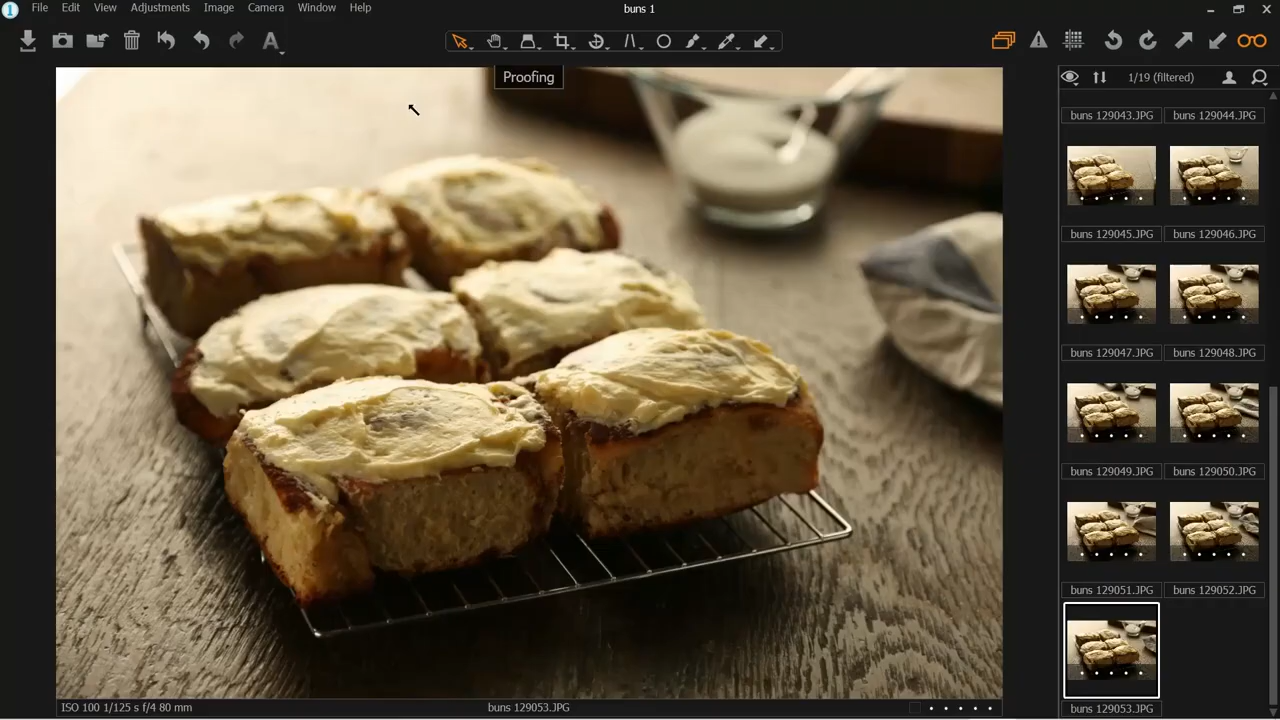 buns 1
File Edit View Adjustments Image Camera Window Help
A
1/19 (filtered)
Proofing
buns 129043.JPG buns 129044.JPG
buns 129045.JPG buns 129046.JPG
buns 129047.JPG buns 129048.JPG
buns 129049.JPG buns 129050.JPG
buns 129051.JPG buns 129052.JPG
buns 129053.JPG
ISO 100 1/125 s f/4 80 mm
buns 129053.JPG